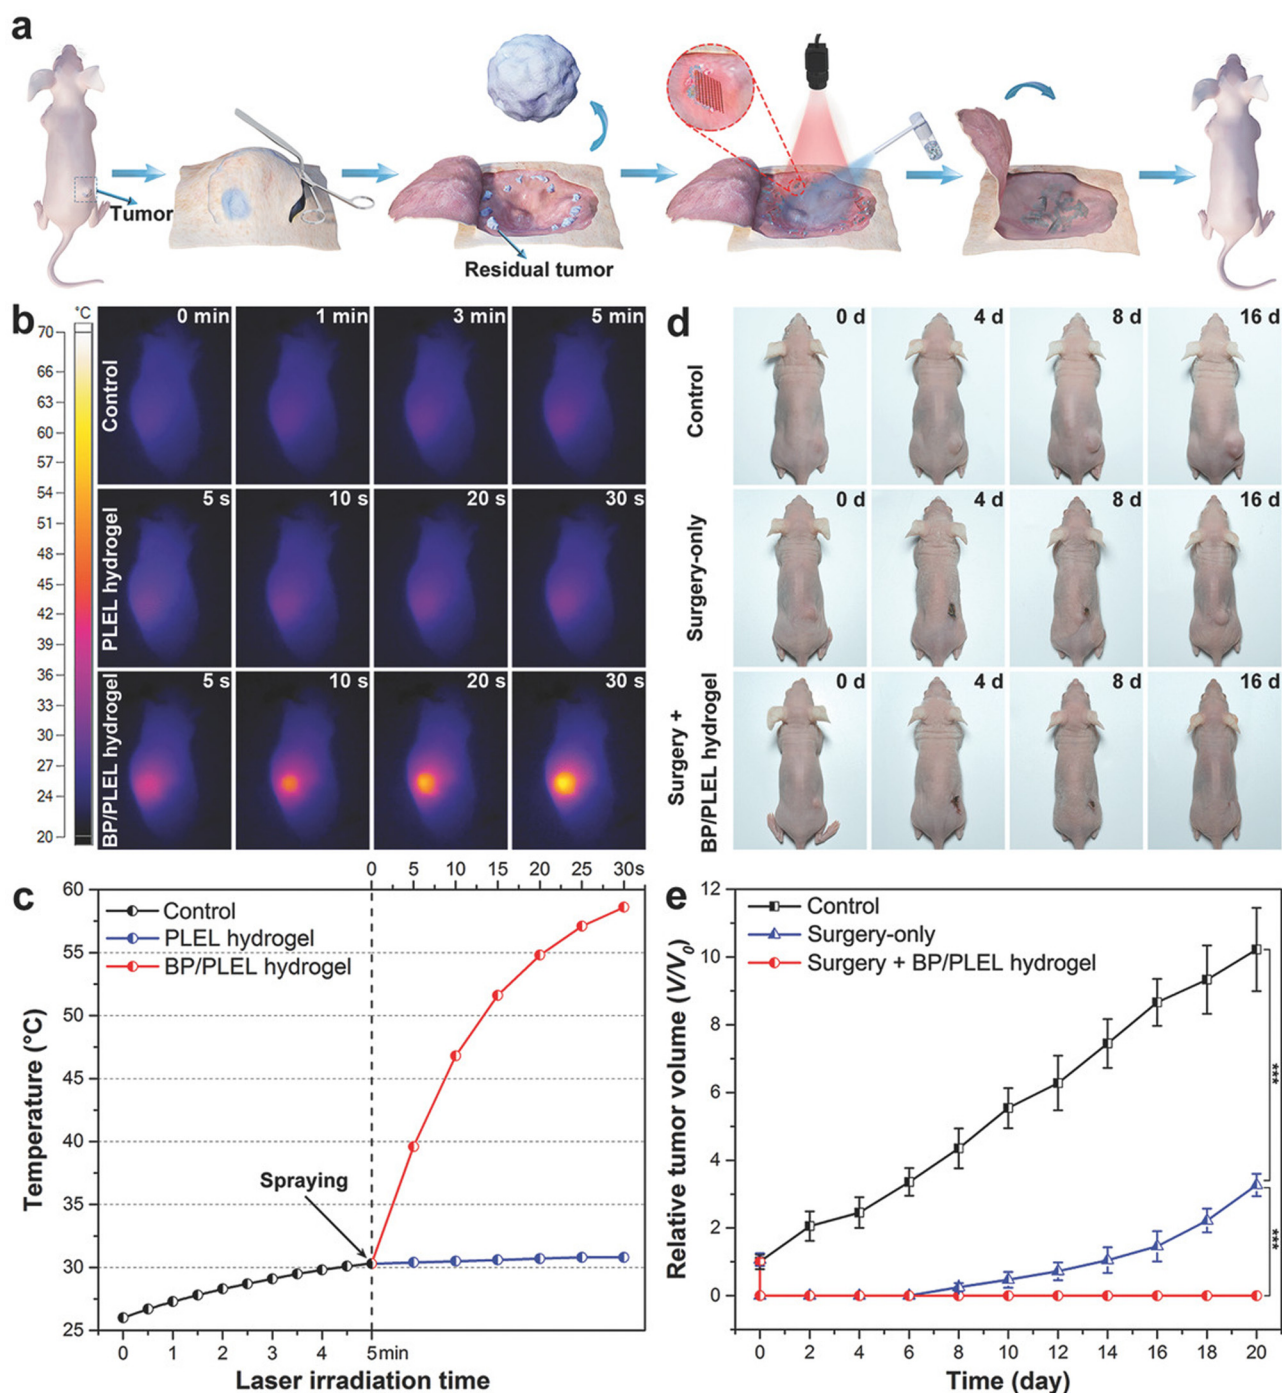 a
Tumor
Residual tumor
b
°C
70
66
63
60
57
54
51
48
45
42
39
36
33
30
27
24
20
Control
0 min
1 min
3 min
5 min
PLEL hydrogel
5 s
10 s
20 s
30 s
BP/PLEL hydrogel
5 s
10 s
20 s
30 s
d
Control
0 d
4 d
8 d
16 d
Surgery-only
0 d
4 d
8 d
16 d
Surgery +
BP/PLEL hydrogel
0 d
4 d
8 d
16 d
c
0 5 10 15 20 25 30s
Control
PLEL hydrogel
BP/PLEL hydrogel
Spraying
Temperature (°C)
60
55
50
45
40
35
30
25
0 1 2 3 4 5min
Laser irradiation time
e
Control
Surgery-only
Surgery + BP/PLEL hydrogel
Relative tumor volume (V/V0)
12
10
8
6
4
2
0
***
***
0 2 4 6 8 10 12 14 16 18 20
Time (day)